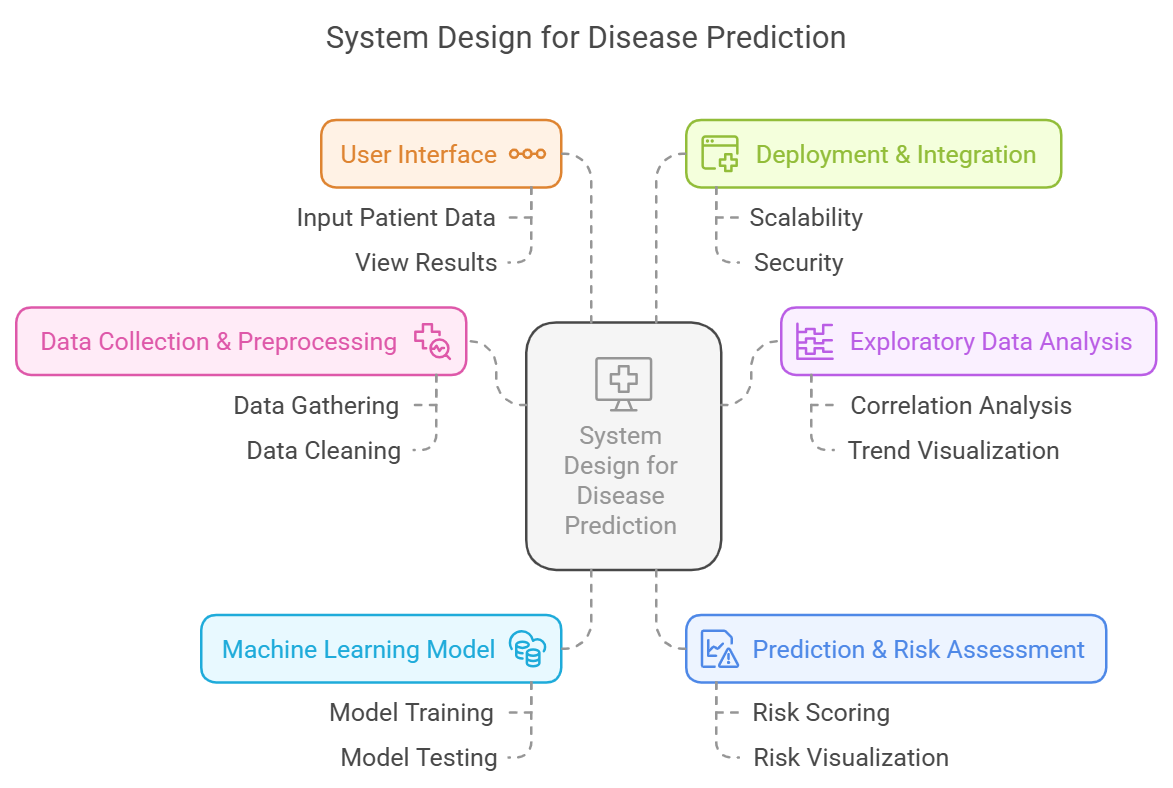 System Design for Disease Prediction
User Interface
Input Patient Data
View Results
Deployment & Integration
Scalability
Security
Data Collection & Preprocessing
Data Gathering
Data Cleaning
System
Design for
Disease
Prediction
Exploratory Data Analysis
Correlation Analysis
Trend Visualization
Machine Learning Model
Model Training
Model Testing
Prediction & Risk Assessment
Risk Scoring
Risk Visualization